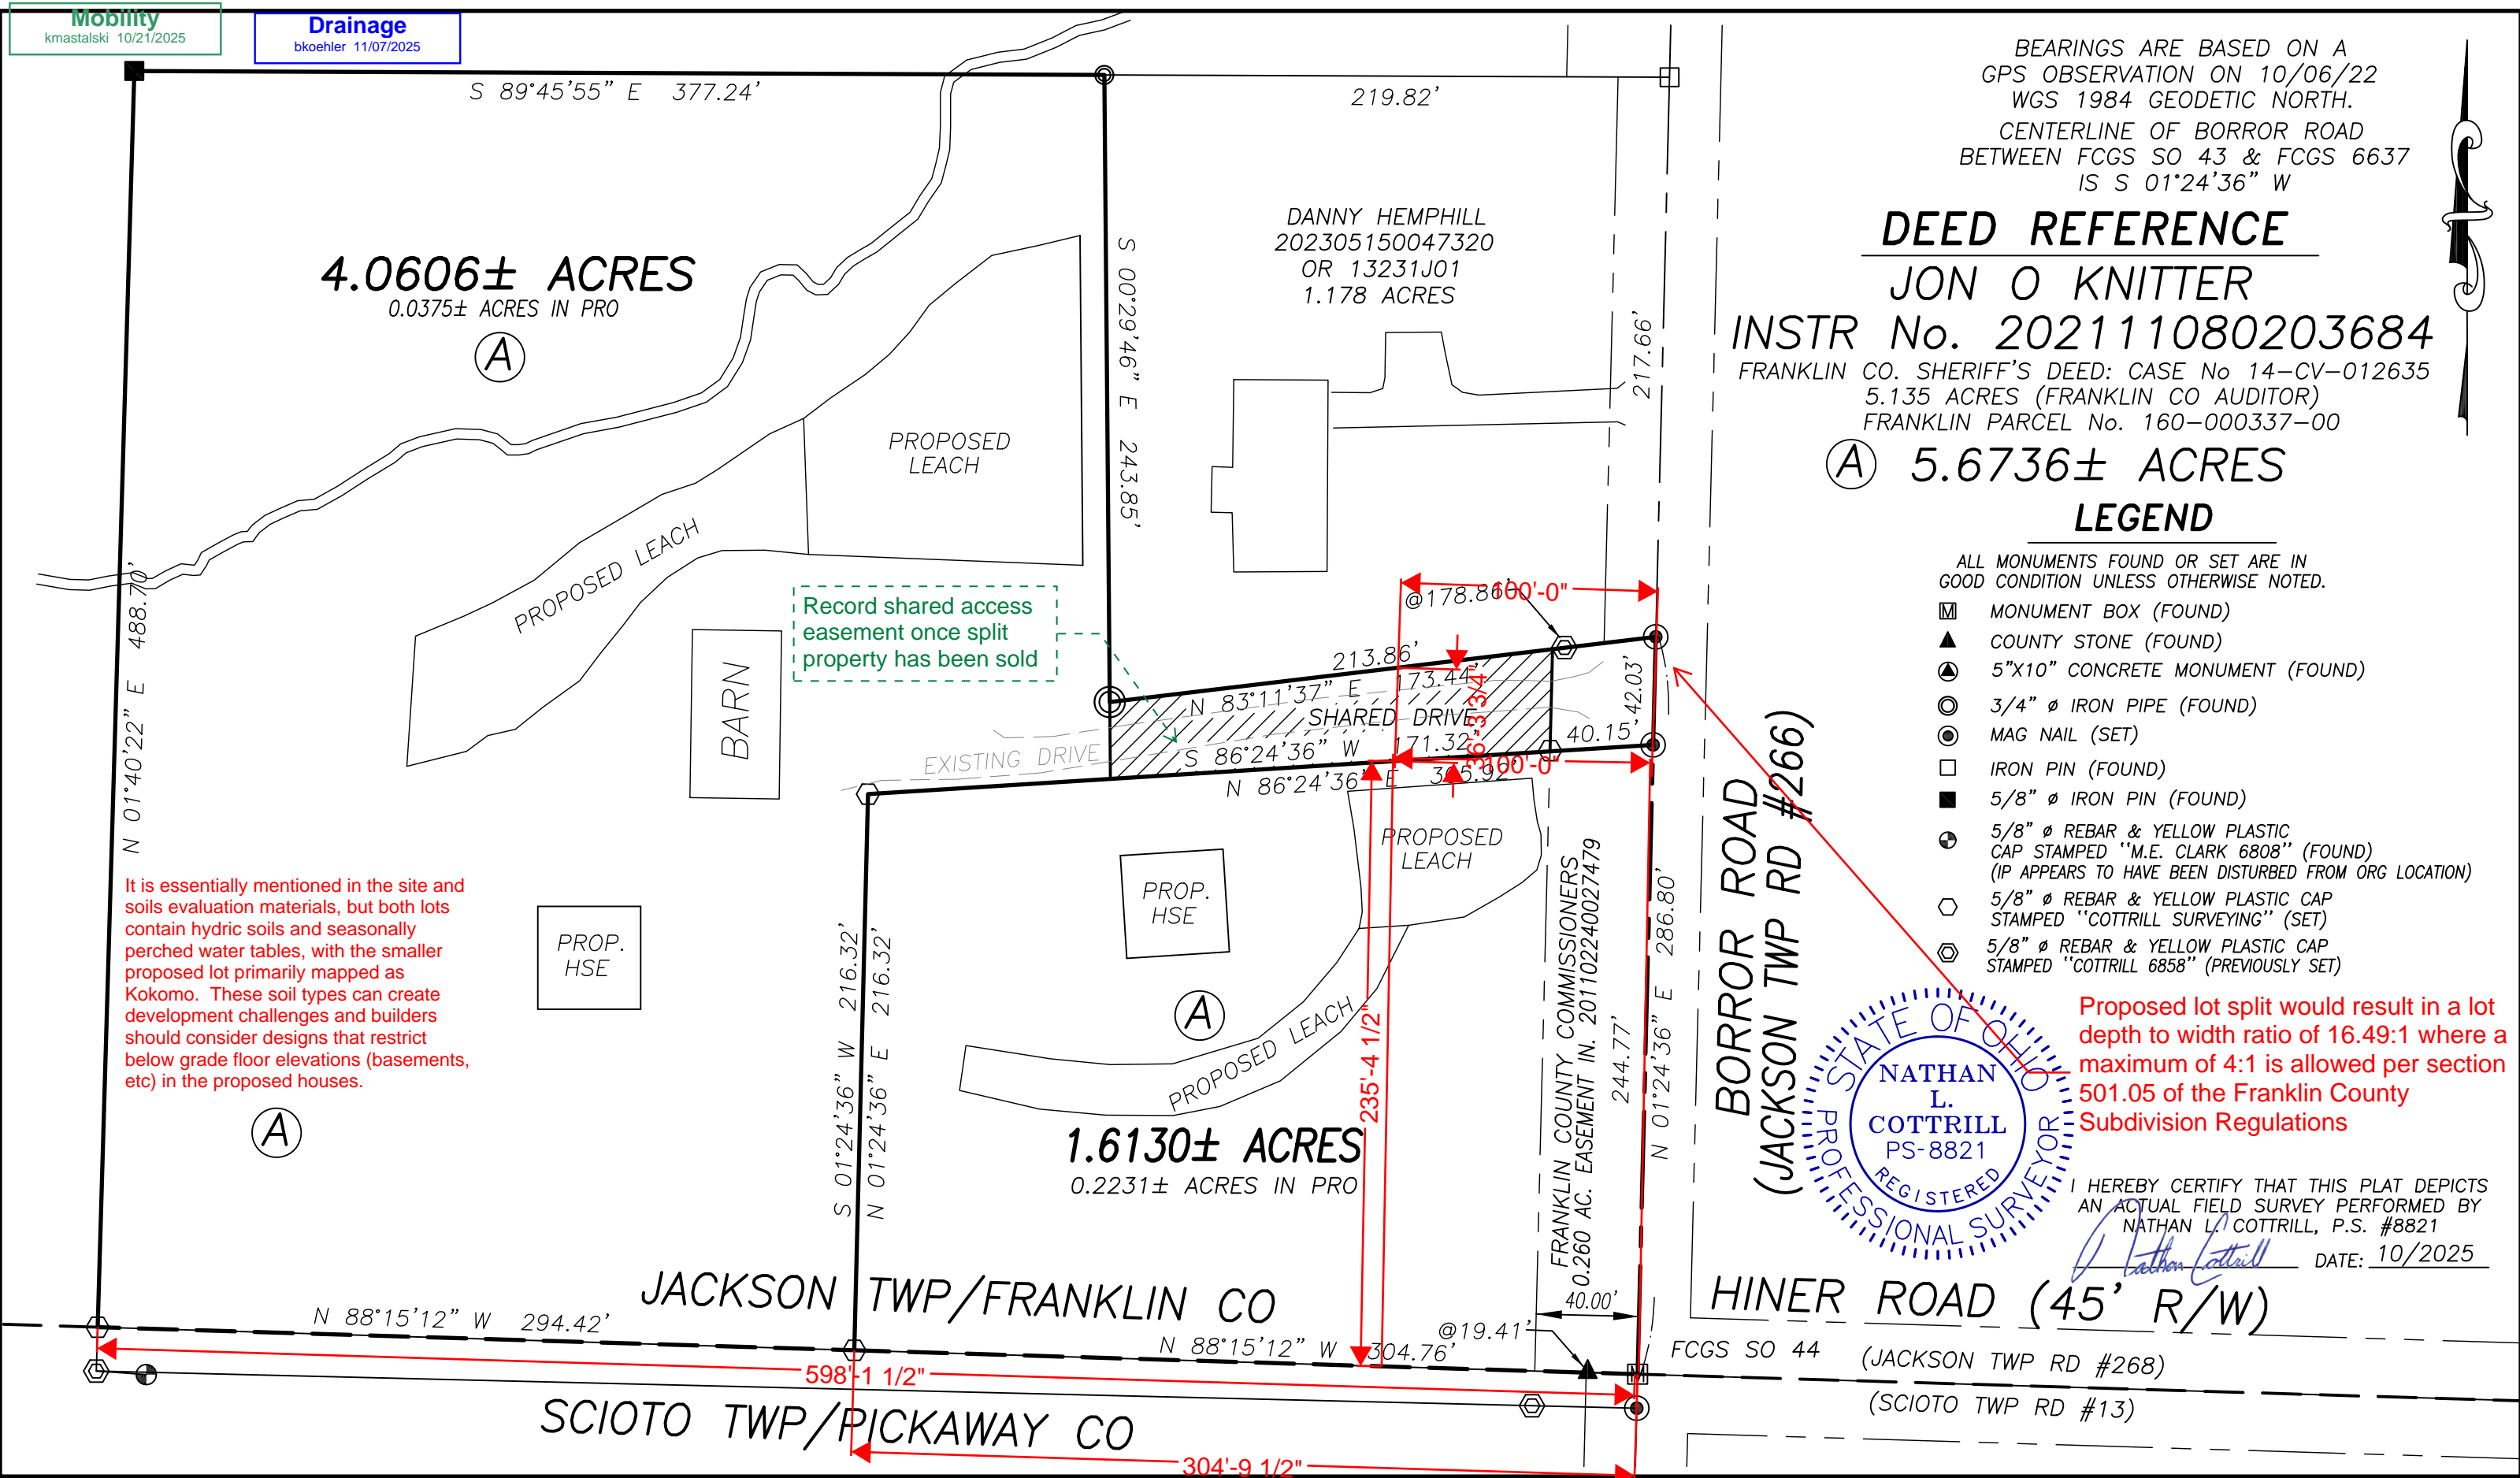 Mobility
kmastalski 10/21/2025
Drainage
bkoehler 11/07/2025
S 89°45'55" E 377.24'
219.82'
BEARINGS ARE BASED ON A
GPS OBSERVATION ON 10/06/22
WGS 1984 GEODETIC NORTH.
CENTERLINE OF BORROR ROAD
BETWEEN FCGS SO 43 & FCGS 6637
IS S 01°24'36" W
DEED REFERENCE
JON O KNITTER
INSTR No. 202111080203684
FRANKLIN CO. SHERIFF'S DEED: CASE No 14-CV-012635
5.135 ACRES (FRANKLIN CO AUDITOR)
FRANKLIN PARCEL No. 160-000337-00
Ⓐ 5.6736± ACRES
LEGEND
ALL MONUMENTS FOUND OR SET ARE IN
GOOD CONDITION UNLESS OTHERWISE NOTED.
M MONUMENT BOX (FOUND)
COUNTY STONE (FOUND)
5"X10" CONCRETE MONUMENT (FOUND)
3/4" ø IRON PIPE (FOUND)
MAG NAIL (SET)
IRON PIN (FOUND)
5/8" ø IRON PIN (FOUND)
5/8" ø REBAR & YELLOW PLASTIC
CAP STAMPED "M.E. CLARK 6808" (FOUND)
(IP APPEARS TO HAVE BEEN DISTURBED FROM ORG LOCATION)
5/8" ø REBAR & YELLOW PLASTIC CAP
STAMPED "COTTRILL SURVEYING" (SET)
5/8" ø REBAR & YELLOW PLASTIC CAP
STAMPED "COTTRILL 6858" (PREVIOUSLY SET)
4.0606± ACRES
0.0375± ACRES IN PRO
A
DANNY HEMPHILL
202305150047320
OR 13231J01
1.178 ACRES
S 00°29'46" E 243.85'
217.66'
PROPOSED
LEACH
PROPOSED LEACH
N 01°40'22" E 488.70'
BARN
Record shared access
easement once split
property has been sold
@178.86'
100'-0"
213.86'
N 83°11'37" E 173.44'
SHARED DRIVE
36'-3 3/4"
42.03'
EXISTING DRIVE
S 86°24'36" W 171.32'
40.15'
100'-0"
N 86°24'36" E 305.92'
It is essentially mentioned in the site and
soils evaluation materials, but both lots
contain hydric soils and seasonally
perched water tables, with the smaller
proposed lot primarily mapped as
Kokomo. These soil types can create
development challenges and builders
should consider designs that restrict
below grade floor elevations (basements,
etc) in the proposed houses.
A
PROP.
HSE
PROP.
HSE
PROPOSED
LEACH
A
PROPOSED LEACH
S 01°24'36" W 216.32'
N 01°24'36" E 216.32'
235'-4 1/2"
1.6130± ACRES
0.2231± ACRES IN PRO
FRANKLIN COUNTY COMMISSIONERS
0.260 AC. EASEMENT IN. 201102240027479
244.77'
N 01°24'36" E 286.80'
BORROR ROAD
(JACKSON TWP RD #266)
Proposed lot split would result in a lot
depth to width ratio of 16.49:1 where a
maximum of 4:1 is allowed per section
501.05 of the Franklin County
Subdivision Regulations
STATE OF OHIO
NATHAN
L.
COTTRILL
PS-8821
REGISTERED
PROFESSIONAL SURVEYOR
I HEREBY CERTIFY THAT THIS PLAT DEPICTS
AN ACTUAL FIELD SURVEY PERFORMED BY
NATHAN L. COTTRILL, P.S. #8821
Nathan Cottrill DATE: 10/2025
JACKSON TWP/FRANKLIN CO
N 88°15'12" W 294.42'
N 88°15'12" W 304.76'
@19.41'
40.00'
HINER ROAD (45' R/W)
FCGS SO 44
M
(JACKSON TWP RD #268)
(SCIOTO TWP RD #13)
598'-1 1/2"
SCIOTO TWP/PICKAWAY CO
304'-9 1/2"